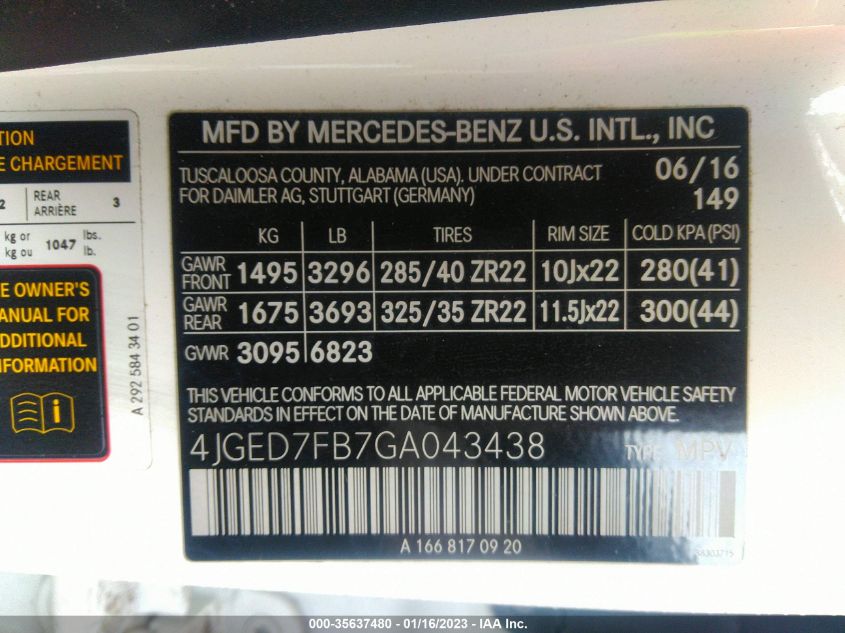 TION
E CHARGEMENT
2 REAR ARRIÈRE 3
kg or
kg ou 1047 lbs.
lb.
E OWNER'S
ANUAL FOR
DDITIONAL
NFORMATION
i
A 292 584 34 01
MFD BY MERCEDES-BENZ U.S. INTL., INC
TUSCALOOSA COUNTY, ALABAMA (USA). UNDER CONTRACT 06/16
FOR DAIMLER AG, STUTTGART (GERMANY) 149
KG LB TIRES RIM SIZE COLD KPA (PSI)
GAWR FRONT 1495 3296 285/40 ZR22 10Jx22 280(41)
GAWR REAR 1675 3693 325/35 ZR22 11.5Jx22 300(44)
GVWR 3095 6823
THIS VEHICLE CONFORMS TO ALL APPLICABLE FEDERAL MOTOR VEHICLE SAFETY
STANDARDS IN EFFECT ON THE DATE OF MANUFACTURE SHOWN ABOVE.
4JGED7FB7GA043438 TYPE MPV
A 166 817 09 20
000-35637480 - 01/16/2023 - IAA Inc.